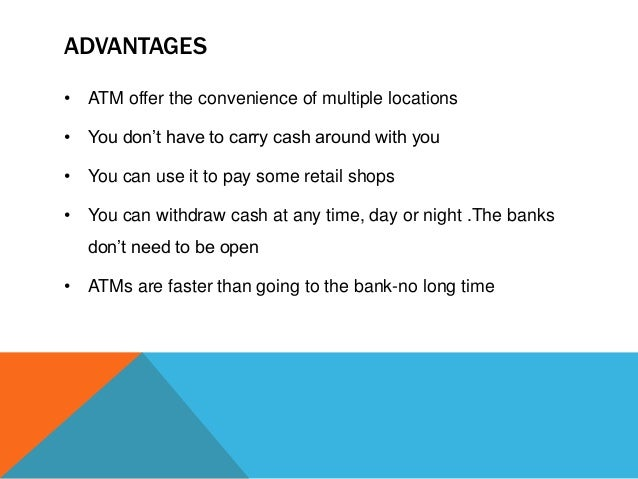 ADVANTAGES
• ATM offer the convenience of multiple locations
• You don’t have to carry cash around with you
• You can use it to pay some retail shops
• You can withdraw cash at any time, day or night .The banks
don’t need to be open
• ATMs are faster than going to the bank-no long time